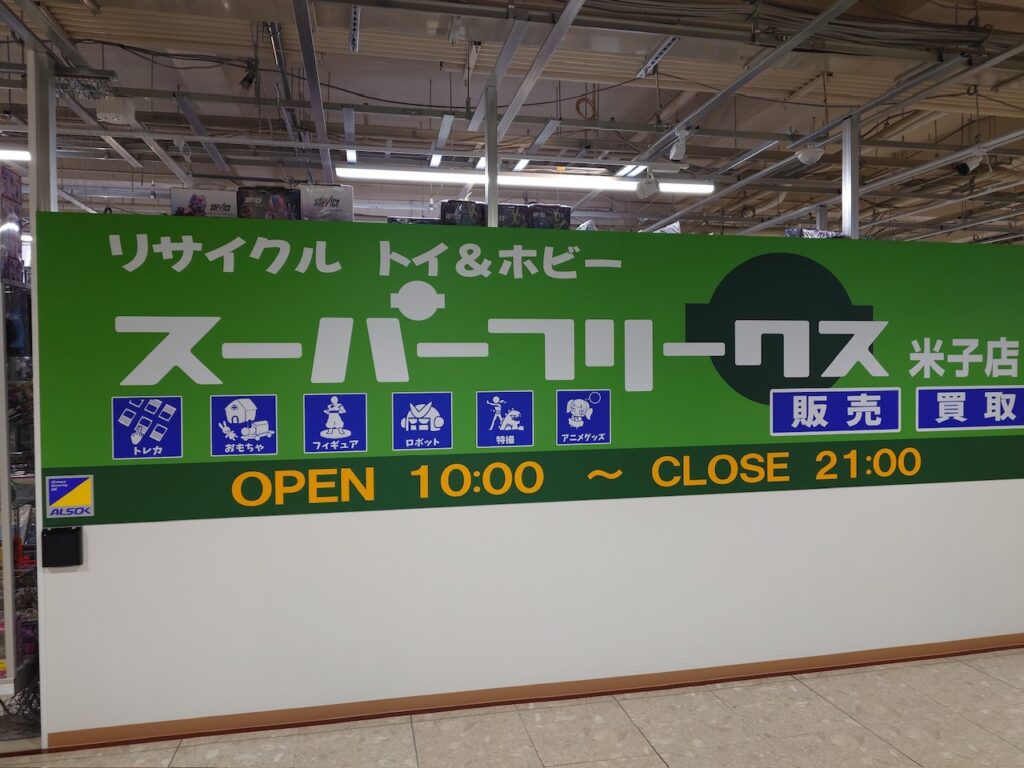 リサイクル トイ&ホビー
スーパーフリークス 米子店
販売 買取
トレカ おもちゃ フィギュア ロボット 特撮 アニメグッズ
OPEN 10:00 ～ CLOSE 21:00
ALSOK